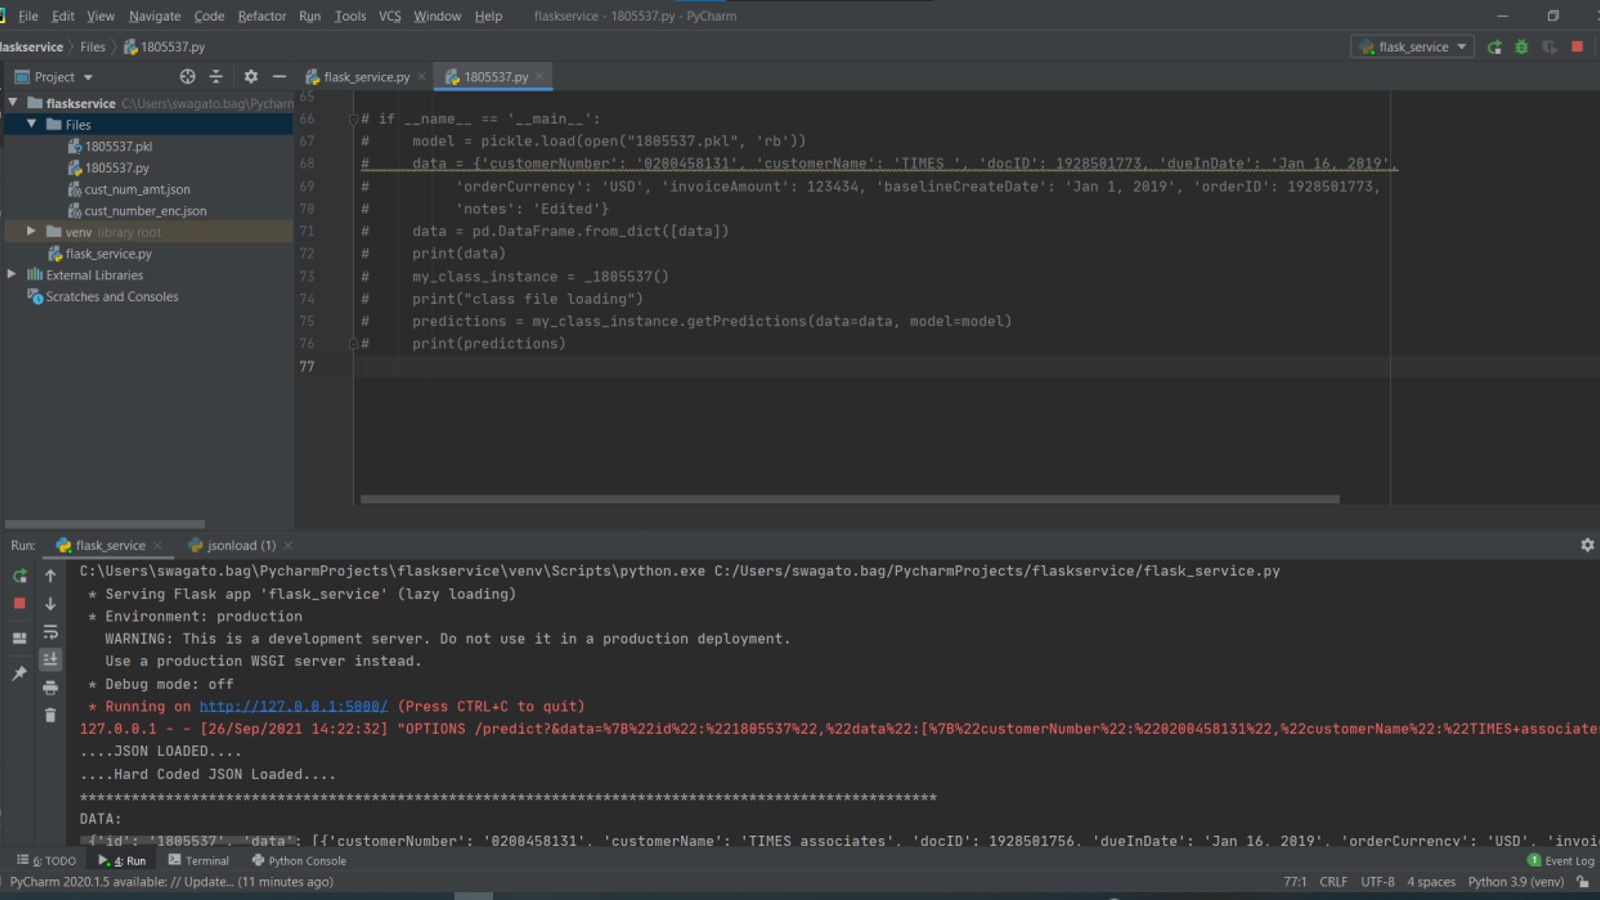 File Edit View Navigate Code Refactor Run Tools VCS Window Help flaskservice - 1805537.py - PyCharm
laskservice Files 1805537.py flask_service
Project flask_service.py 1805537.py
flaskservice C:\Users\swagato.bag\Pycharm
Files
1805537.pkl
1805537.py
cust_num_amt.json
cust_number_enc.json
venv library root
flask_service.py
External Libraries
Scratches and Consoles
65
66 # if __name__ == '__main__':
67 # model = pickle.load(open("1805537.pkl", 'rb'))
68 # data = {'customerNumber': '0200458131', 'customerName': 'TIMES ', 'docID': 1928501773, 'dueInDate': 'Jan 16, 2019',
69 # 'orderCurrency': 'USD', 'invoiceAmount': 123434, 'baselineCreateDate': 'Jan 1, 2019', 'orderID': 1928501773,
70 # 'notes': 'Edited'}
71 # data = pd.DataFrame.from_dict([data])
72 # print(data)
73 # my_class_instance = _1805537()
74 # print("class file loading")
75 # predictions = my_class_instance.getPredictions(data=data, model=model)
76 # print(predictions)
77
Run: flask_service jsonload (1)
C:\Users\swagato.bag\PycharmProjects\flaskservice\venv\Scripts\python.exe C:/Users/swagato.bag/PycharmProjects/flaskservice/flask_service.py
* Serving Flask app 'flask_service' (lazy loading)
* Environment: production
WARNING: This is a development server. Do not use it in a production deployment.
Use a production WSGI server instead.
* Debug mode: off
* Running on http://127.0.0.1:5000/ (Press CTRL+C to quit)
127.0.0.1 - - [26/Sep/2021 14:22:32] "OPTIONS /predict?&data=%7B%22id%22:%221805537%22,%22data%22:[%7B%22customerNumber%22:%220200458131%22,%22customerName%22:%22TIMES+associate
....JSON LOADED....
....Hard Coded JSON Loaded....
****************************************************************************************************
DATA:
{'id': '1805537', 'data': [{'customerNumber': '0200458131', 'customerName': 'TIMES associates', 'docID': 1928501756, 'dueInDate': 'Jan 16, 2019', 'orderCurrency': 'USD', 'invoi
6: TODO 4: Run Terminal Python Console 1 Event Log
PyCharm 2020.1.5 available: // Update... (11 minutes ago) 77:1 CRLF UTF-8 4 spaces Python 3.9 (venv)